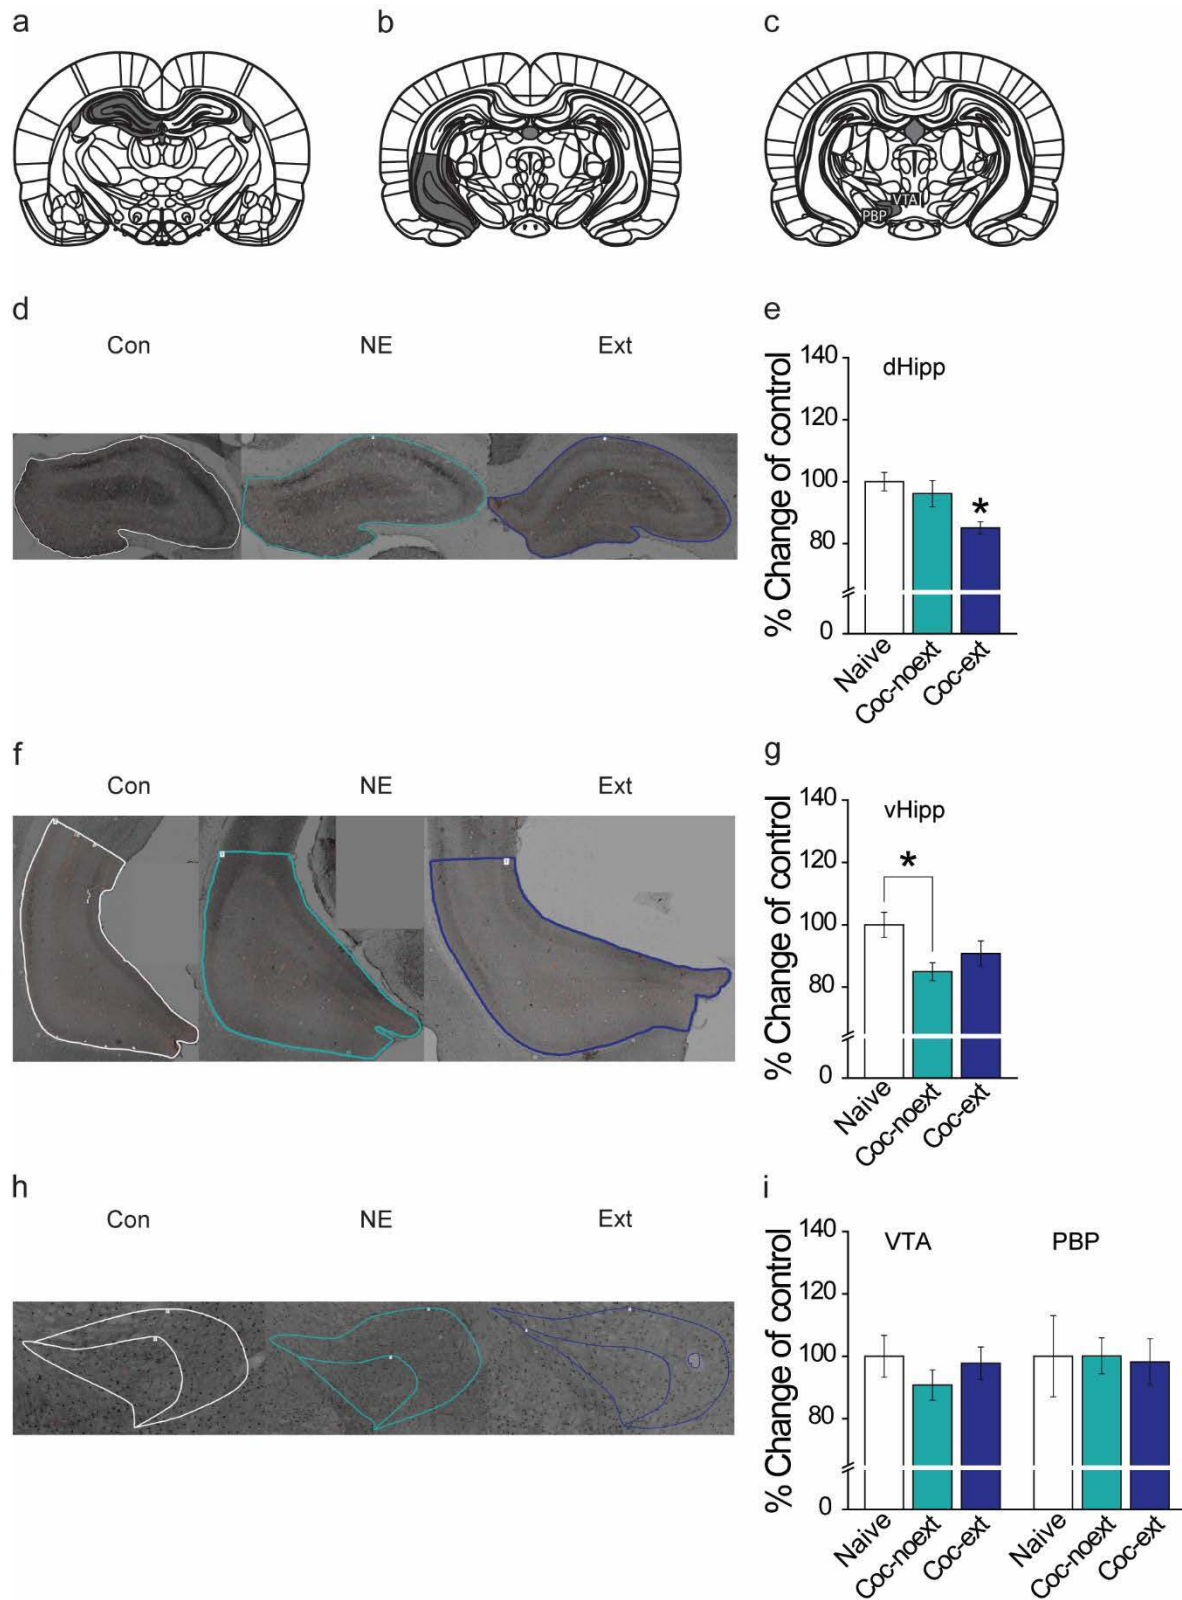 a
b
c
VTA
PBP
d
Con NE Ext
e
% Change of control
140
120
100
80
0
dHipp
*
Naive
Coc-noext
Coc-ext
f
Con NE Ext
g
% Change of control
140
120
100
80
0
vHipp
*
Naive
Coc-noext
Coc-ext
h
Con NE Ext
i
% Change of control
140
120
100
80
0
VTA PBP
Naive
Coc-noext
Coc-ext
Naive
Coc-noext
Coc-ext